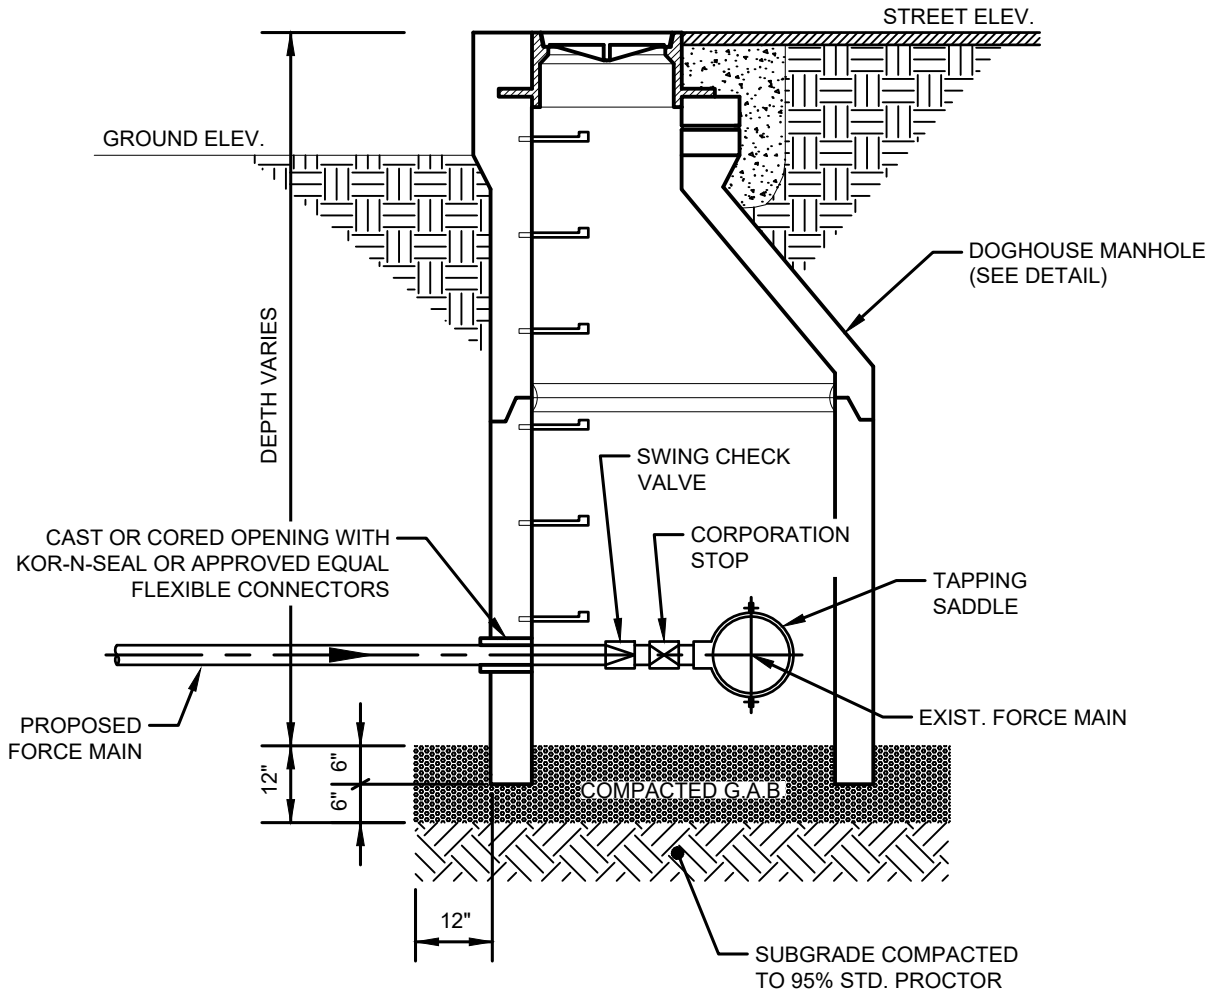 STREET ELEV.
GROUND ELEV.
DOGHOUSE MANHOLE
(SEE DETAIL)
DEPTH VARIES
SWING CHECK
VALVE
CAST OR CORED OPENING WITH
KOR-N-SEAL OR APPROVED EQUAL
FLEXIBLE CONNECTORS
CORPORATION
STOP
TAPPING
SADDLE
PROPOSED
FORCE MAIN
EXIST. FORCE MAIN
12"
6"
6"
COMPACTED G.A.B.
12"
SUBGRADE COMPACTED
TO 95% STD. PROCTOR